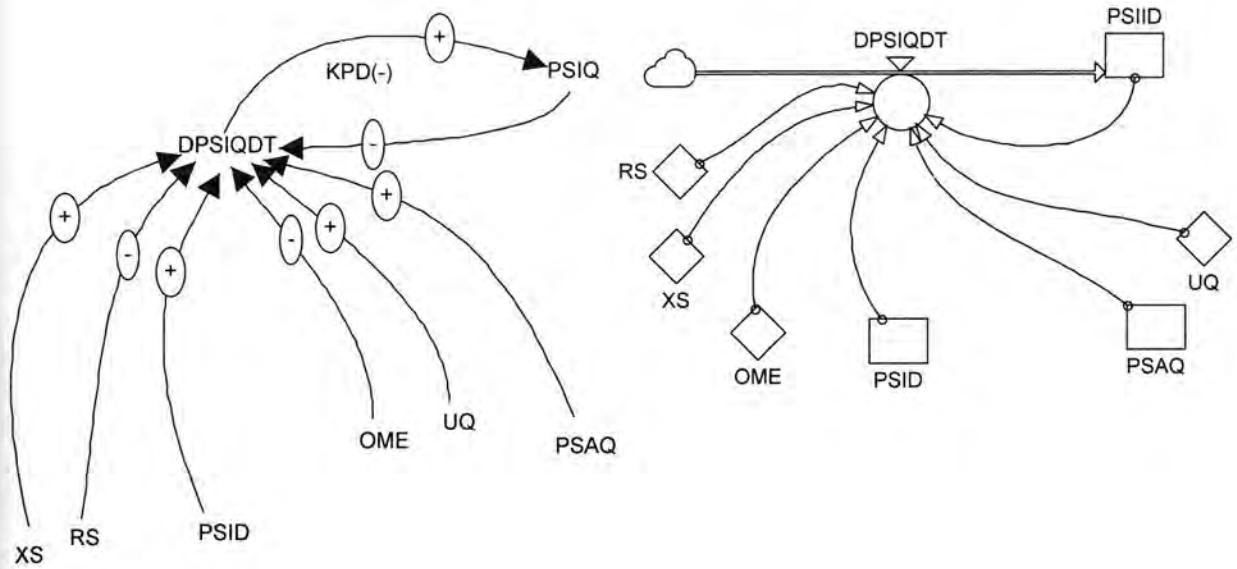 +
KPD(-)
PSIQ
DPSIQDT
-
+
+
-
+
-
+
OME
UQ
PSAQ
XS
RS
PSID
PSIID
DPSIQDT
RS
XS
OME
PSID
PSAQ
UQ